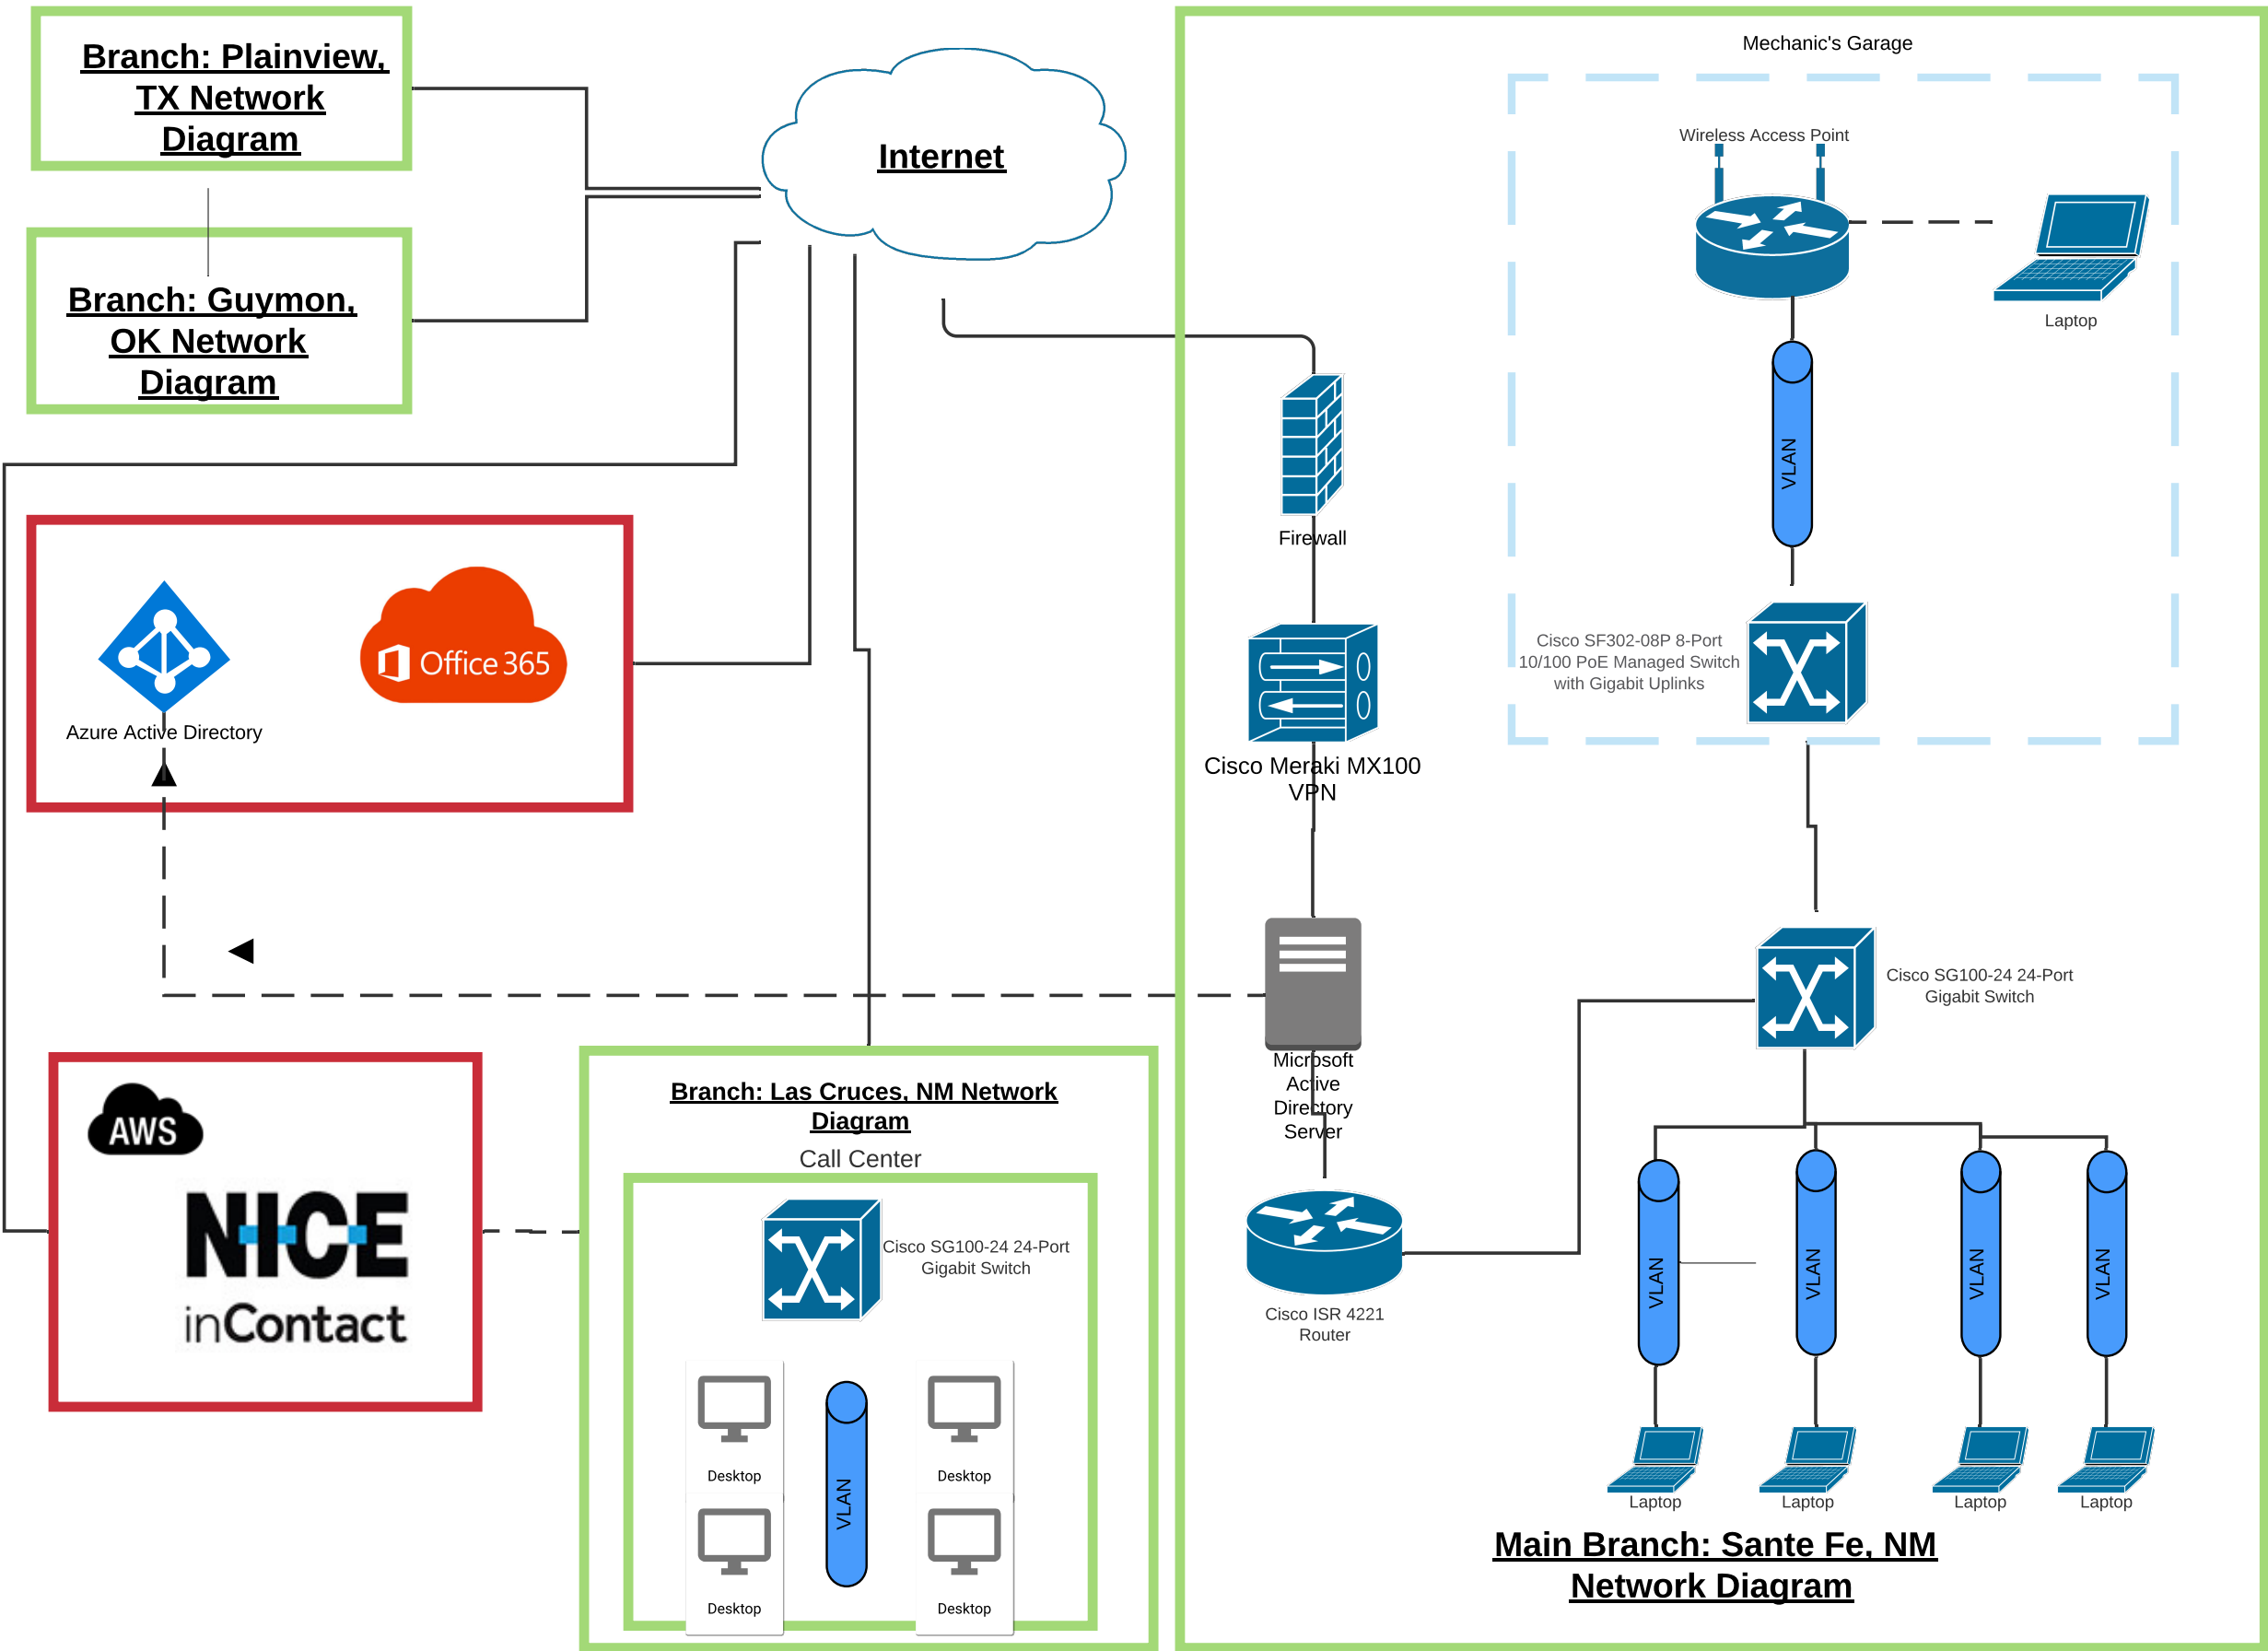 Branch: Plainview,
TX Network
Diagram
Branch: Guymon,
OK Network
Diagram
Internet
Mechanic's Garage
Wireless Access Point
Laptop
VLAN
Cisco SF302-08P 8-Port
10/100 PoE Managed Switch
with Gigabit Uplinks
Firewall
Cisco Meraki MX100
VPN
Office 365
Azure Active Directory
Microsoft
Active
Directory
Server
Cisco SG100-24 24-Port
Gigabit Switch
Cisco ISR 4221
Router
VLAN
VLAN
VLAN
VLAN
Laptop
Laptop
Laptop
Laptop
Main Branch: Sante Fe, NM
Network Diagram
AWS
NICE
inContact
Branch: Las Cruces, NM Network
Diagram
Call Center
Cisco SG100-24 24-Port
Gigabit Switch
Desktop
Desktop
VLAN
Desktop
Desktop